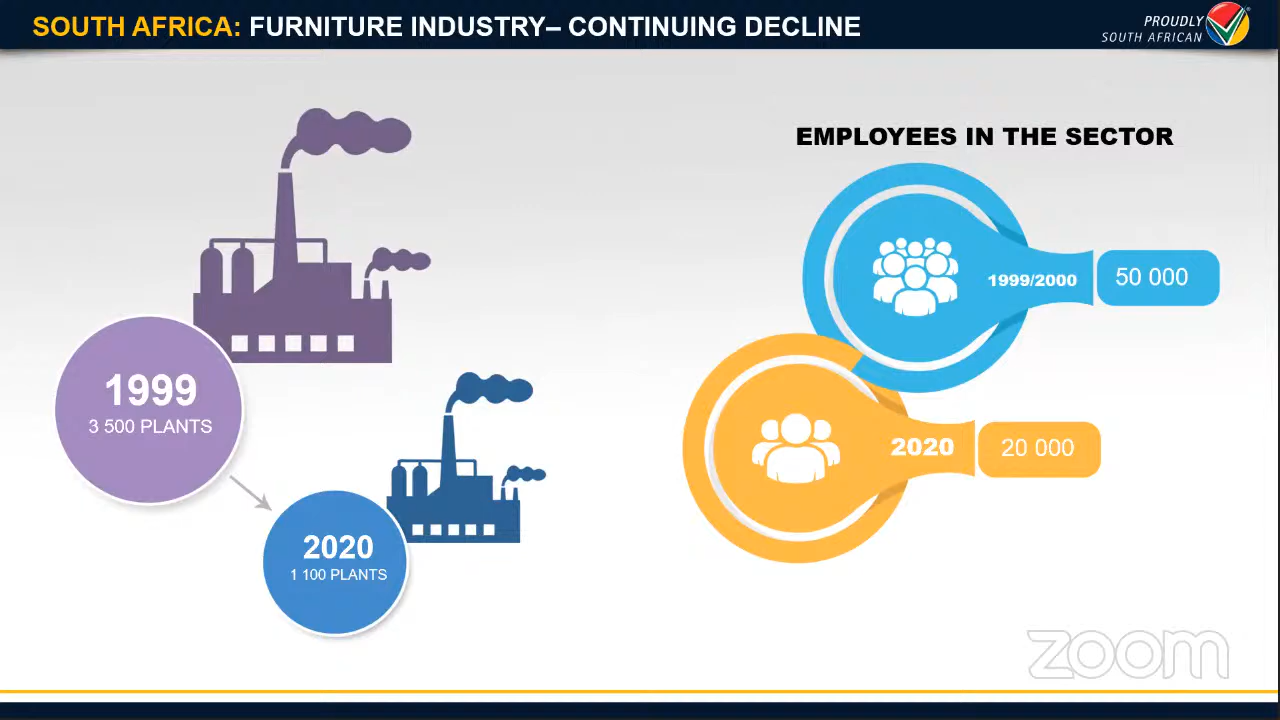 SOUTH AFRICA: FURNITURE INDUSTRY– CONTINUING DECLINE
PROUDLY
SOUTH AFRICAN
EMPLOYEES IN THE SECTOR
1999/2000
50 000
1999
3 500 PLANTS
2020
20 000
2020
1 100 PLANTS
zoom